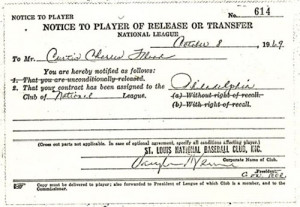 NOTICE TO PLAYER
No. 614
NOTICE TO PLAYER OF RELEASE OR TRANSFER
NATIONAL LEAGUE
October 8, 1969
To Mr. Curtis Charles Flood
You are hereby notified as follows:
1. That you are unconditionally released.
2. That your contract has been assigned to the Philadelphia
Club of National League. (a) Without right of recall.
(b) With right of recall.
(Cross out parts not applicable. In case of optional agreement, specify all conditions affecting player.)
ST. LOUIS NATIONAL BASEBALL CLUB, INC.
Corporate Name of Club.
President.
Copy must be delivered to player; also forwarded to President of League of which Club is a member, and to the Commissioner.